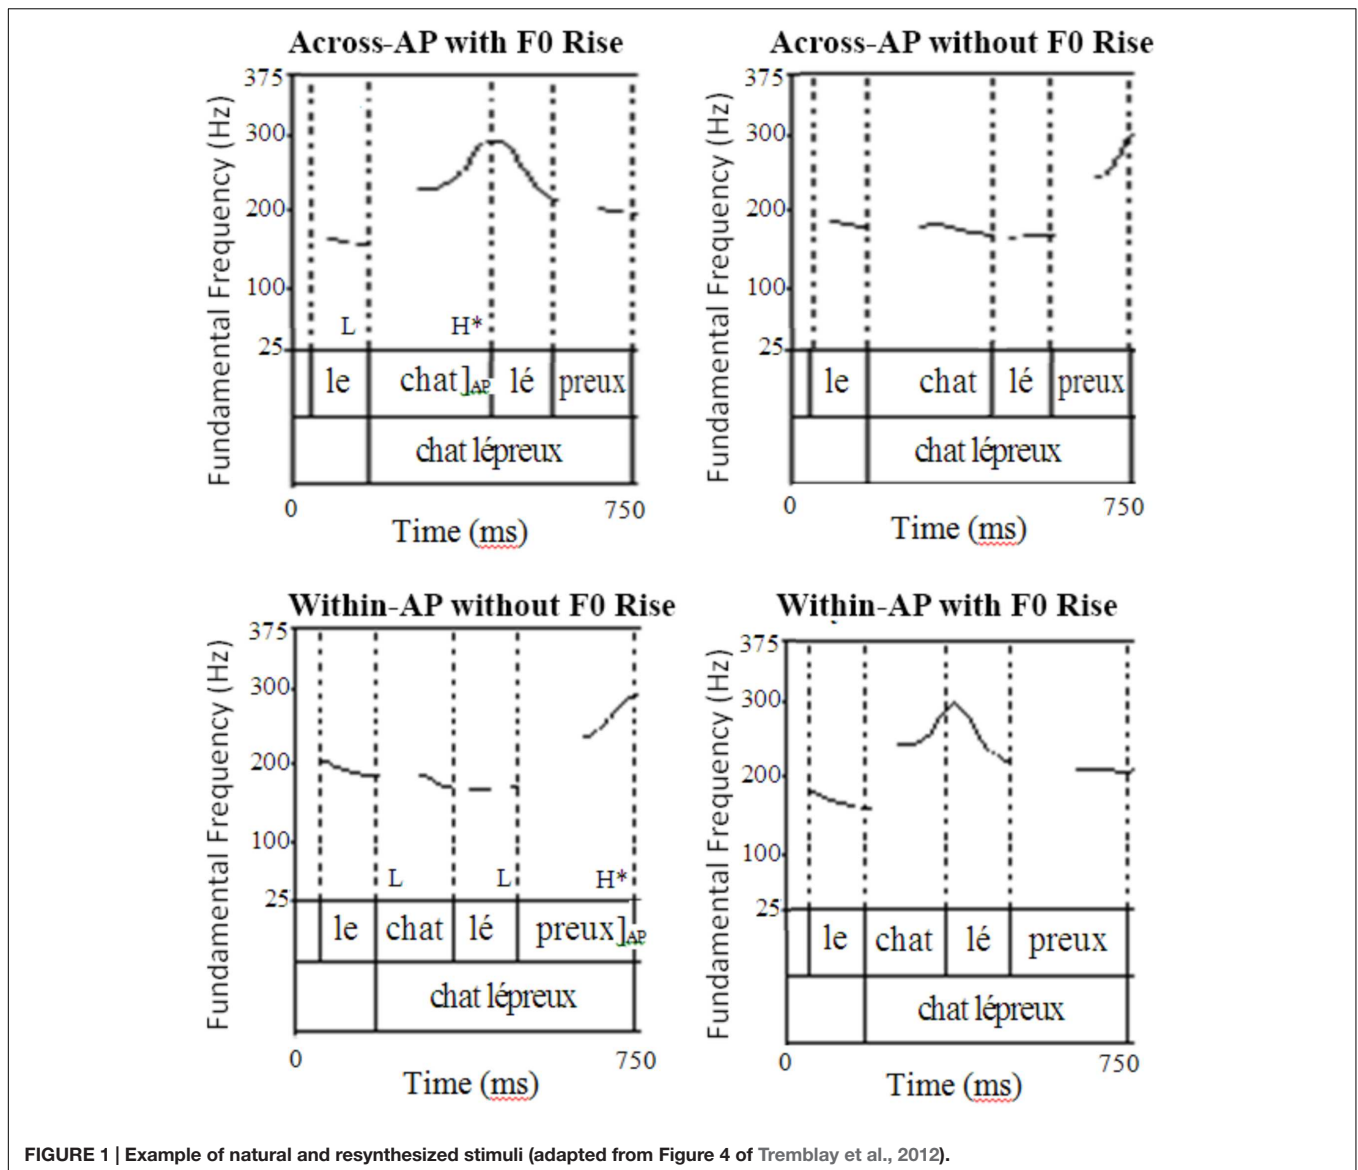 Across-AP with F0 Rise
Fundamental Frequency (Hz)
375
300
200
100
25
L
H*
le
chat]AP
lé
preux
chat lépreux
0
750
Time (ms)
Across-AP without F0 Rise
Fundamental Frequency (Hz)
375
300
200
100
25
le
chat
lé
preux
chat lépreux
0
750
Time (ms)
Within-AP without F0 Rise
Fundamental Frequency (Hz)
375
300
200
100
25
L
L
H*
le
chat
lé
preux]AP
chat lépreux
0
750
Time (ms)
Within-AP with F0 Rise
Fundamental Frequency (Hz)
375
300
200
100
25
le
chat
lé
preux
chat lépreux
0
750
Time (ms)
FIGURE 1 | Example of natural and resynthesized stimuli (adapted from Figure 4 of Tremblay et al., 2012).